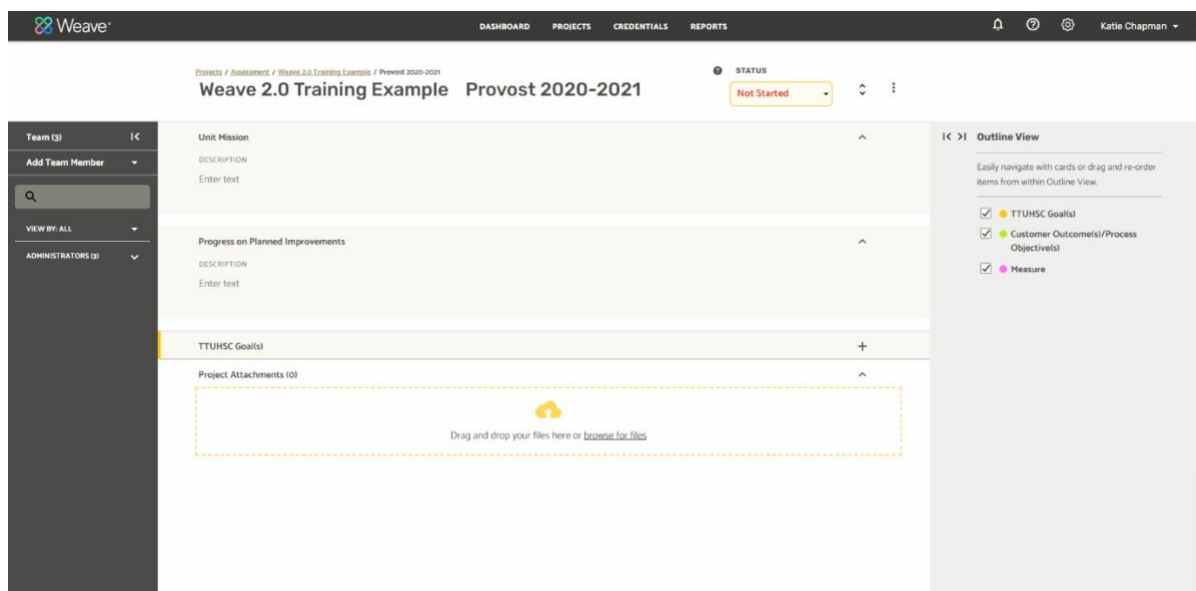 Weave
DASHBOARD PROJECTS CREDENTIALS REPORTS
Katie Chapman
Projects / Assessment / Weave 2.0 Training Example / Provost 2020-2021
Weave 2.0 Training Example Provost 2020-2021
STATUS
Not Started
Team (3)
Add Team Member
VIEW BY: ALL
ADMINISTRATORS (3)
Unit Mission
DESCRIPTION
Enter text
Progress on Planned Improvements
DESCRIPTION
Enter text
TTUHSC Goal(s)
Project Attachments (0)
Drag and drop your files here or browse for files
Outline View
Easily navigate with cards or drag and re-order
items from within Outline View.
TTUHSC Goal(s)
Customer Outcome(s)/Process
Objective(s)
Measure